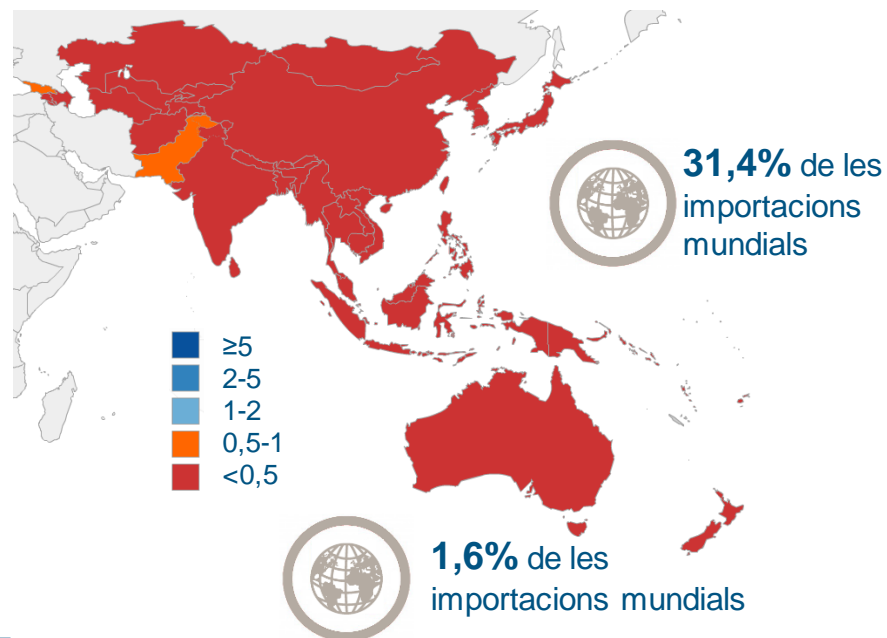 31,4% de les
importacions
mundials
≥5
2-5
1-2
0,5-1
<0,5
1,6% de les
importacions mundials